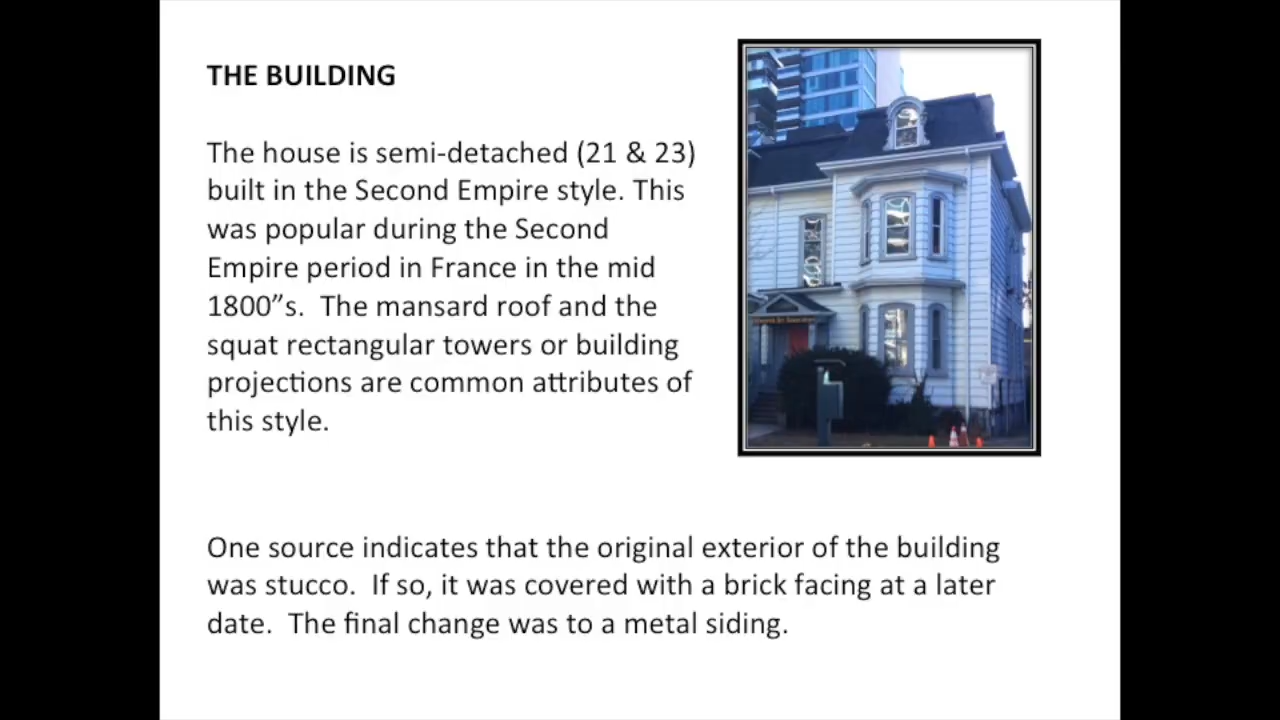 THE BUILDING
The house is semi-detached (21 & 23)
built in the Second Empire style. This
was popular during the Second
Empire period in France in the mid
1800”s.  The mansard roof and the
squat rectangular towers or building
projections are common attributes of
this style.
One source indicates that the original exterior of the building
was stucco.  If so, it was covered with a brick facing at a later
date.  The final change was to a metal siding.